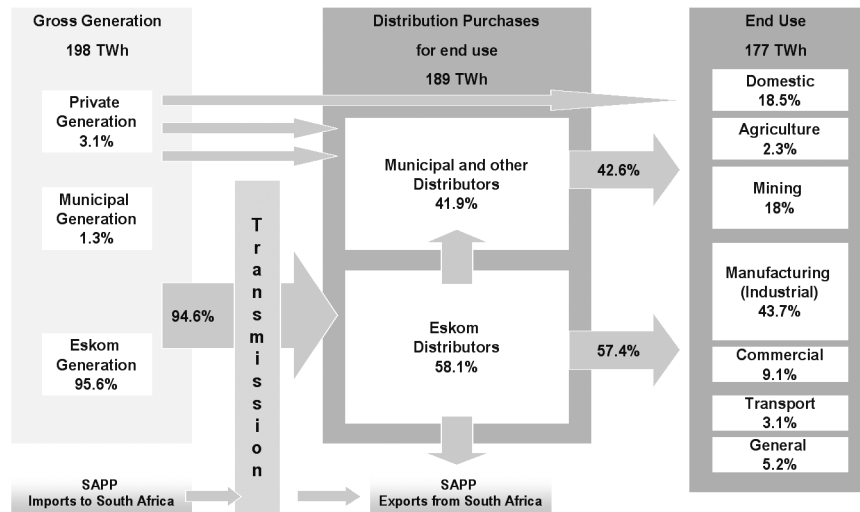 Gross Generation
198 TWh
Private
Generation
3.1%
Municipal
Generation
1.3%
Eskom
Generation
95.6%
94.6%
SAPP
Imports to South Africa
Transmission
Distribution Purchases
for end use
189 TWh
Municipal and other
Distributors
41.9%
Eskom
Distributors
58.1%
SAPP
Exports from South Africa
42.6%
57.4%
End Use
177 TWh
Domestic
18.5%
Agriculture
2.3%
Mining
18%
Manufacturing
(Industrial)
43.7%
Commercial
9.1%
Transport
3.1%
General
5.2%